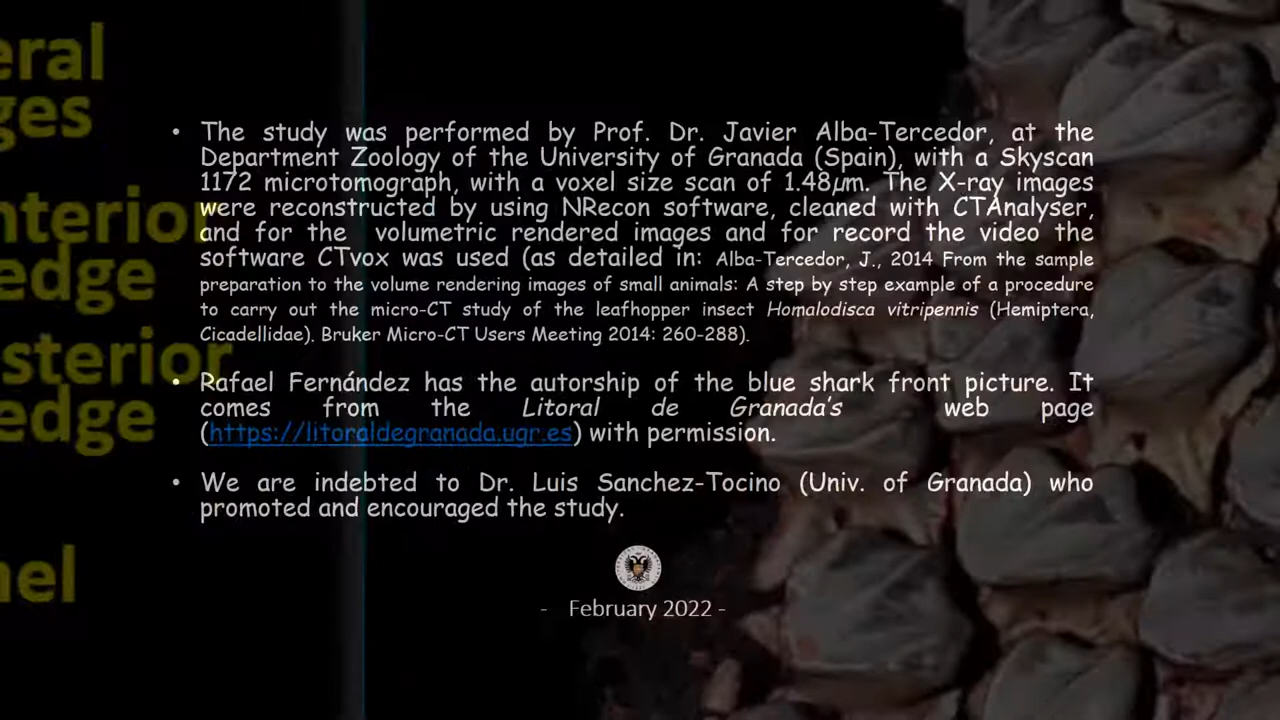 eral
ges
nterior
edge
sterior
edge
nel
• The study was performed by Prof. Dr. Javier Alba-Tercedor, at the
Department Zoology of the University of Granada (Spain), with a Skyscan
1172 microtomograph, with a voxel size scan of 1.48µm. The X-ray images
were reconstructed by using NRecon software, cleaned with CTAnalyser,
and for the volumetric rendered images and for record the video the
software CTvox was used (as detailed in: Alba-Tercedor, J., 2014 From the sample
preparation to the volume rendering images of small animals: A step by step example of a procedure
to carry out the micro-CT study of the leafhopper insect Homalodisca vitripennis (Hemiptera,
Cicadellidae). Bruker Micro-CT Users Meeting 2014: 260-288).
• Rafael Fernández has the autorship of the blue shark front picture. It
comes from the Litoral de Granada's web page
(https://litoraldegranada.ugr.es) with permission.
• We are indebted to Dr. Luis Sanchez-Tocino (Univ. of Granada) who
promoted and encouraged the study.
- February 2022 -